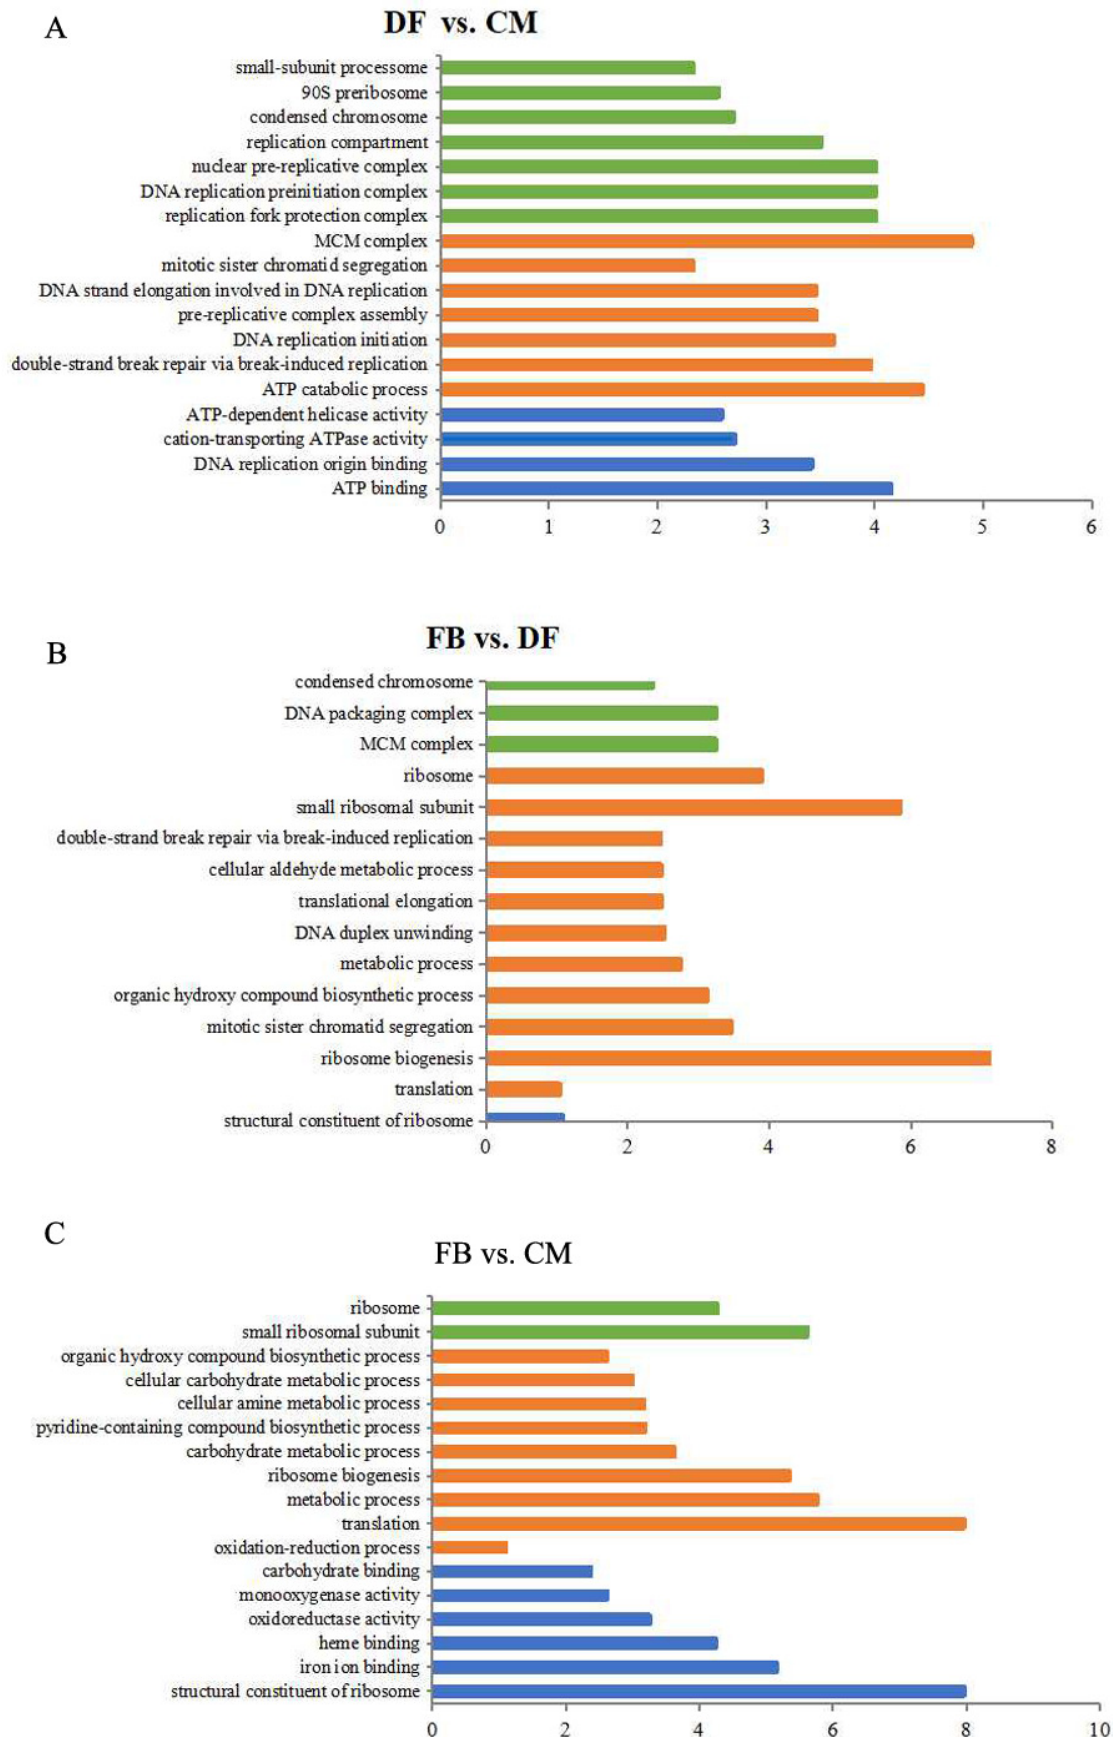 A
DF vs. CM
small-subunit processome
90S preribosome
condensed chromosome
replication compartment
nuclear pre-replicative complex
DNA replication preinitiation complex
replication fork protection complex
MCM complex
mitotic sister chromatid segregation
DNA strand elongation involved in DNA replication
pre-replicative complex assembly
DNA replication initiation
double-strand break repair via break-induced replication
ATP catabolic process
ATP-dependent helicase activity
cation-transporting ATPase activity
DNA replication origin binding
ATP binding
0 1 2 3 4 5 6
B
FB vs. DF
condensed chromosome
DNA packaging complex
MCM complex
ribosome
small ribosomal subunit
double-strand break repair via break-induced replication
cellular aldehyde metabolic process
translational elongation
DNA duplex unwinding
metabolic process
organic hydroxy compound biosynthetic process
mitotic sister chromatid segregation
ribosome biogenesis
translation
structural constituent of ribosome
0 2 4 6 8
C
FB vs. CM
ribosome
small ribosomal subunit
organic hydroxy compound biosynthetic process
cellular carbohydrate metabolic process
cellular amine metabolic process
pyridine-containing compound biosynthetic process
carbohydrate metabolic process
ribosome biogenesis
metabolic process
translation
oxidation-reduction process
carbohydrate binding
monooxygenase activity
oxidoreductase activity
heme binding
iron ion binding
structural constituent of ribosome
0 2 4 6 8 10